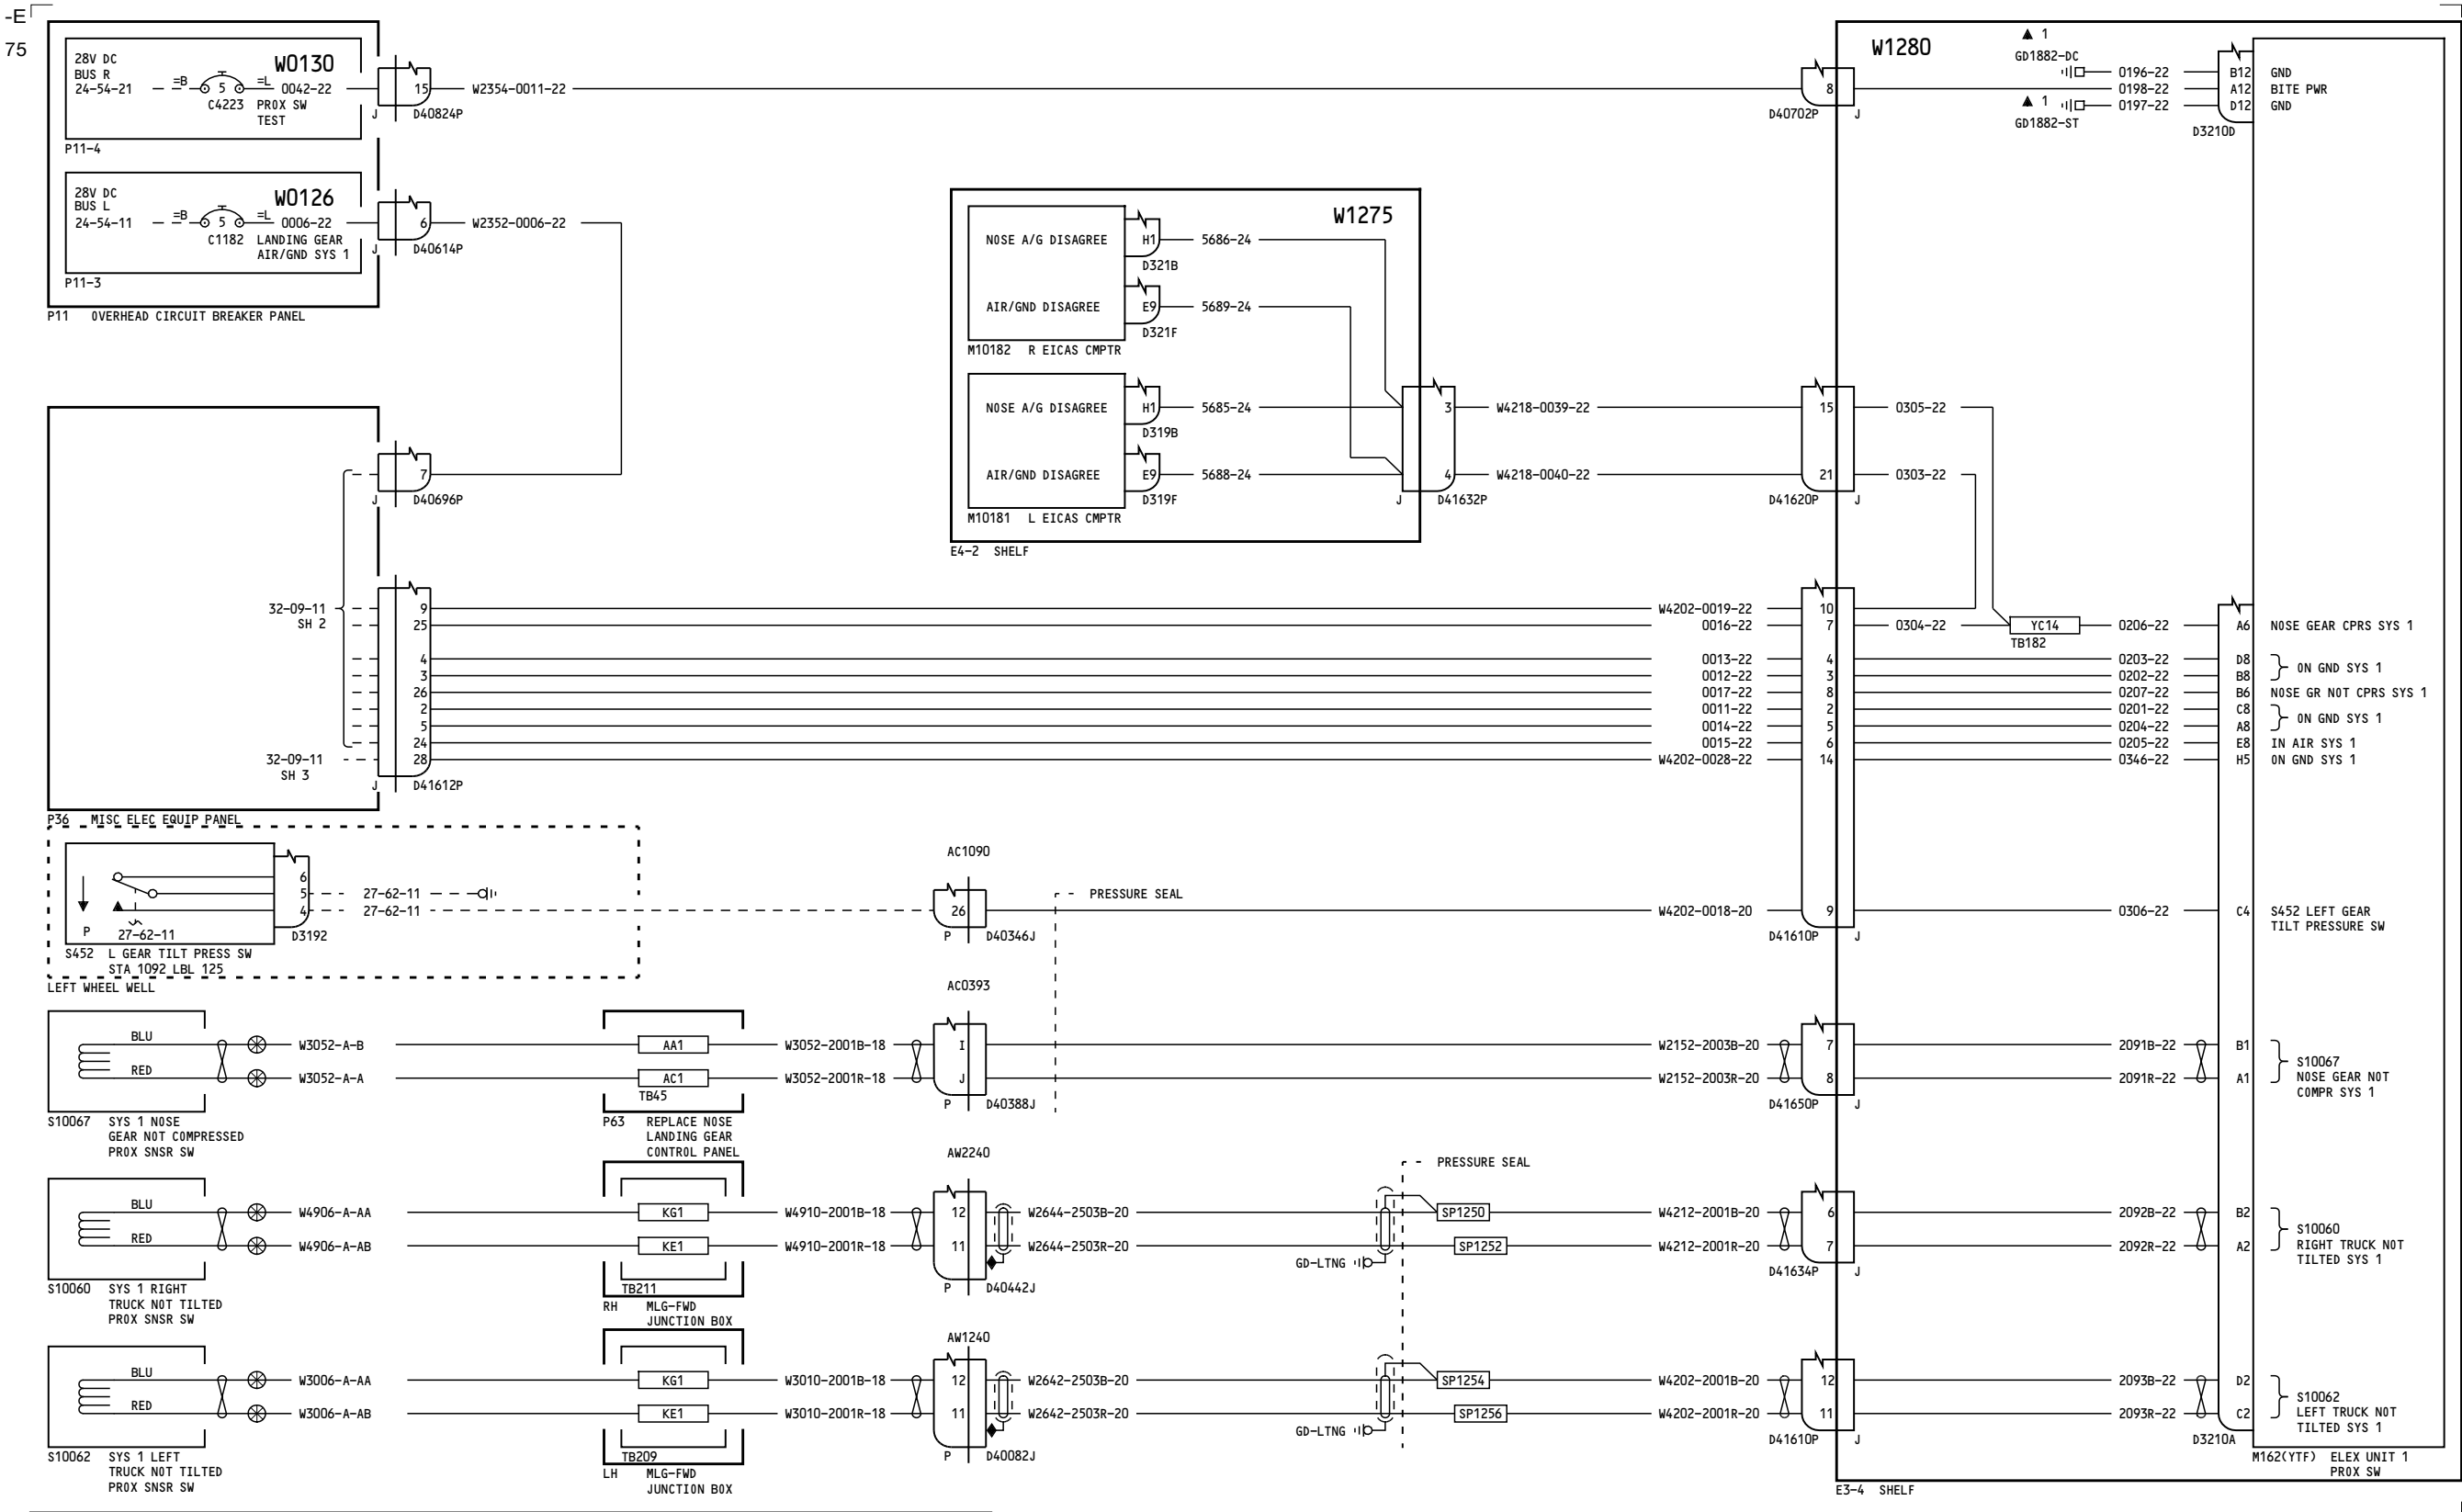 -E
75
28V DC
BUS R
24-54-21
=B
5
C4223
=L
W0130
0042-22
PROX SW
TEST
P11-4
15
J
D40824P
W2354-0011-22
28V DC
BUS L
24-54-11
=B
5
C1182
=L
W0126
0006-22
LANDING GEAR
AIR/GND SYS 1
P11-3
6
J
D40614P
W2352-0006-22
P11 OVERHEAD CIRCUIT BREAKER PANEL
8
D40702P
J
W1280
▲ 1
GD1882-DC
0196-22
B12
GND
0198-22
A12
BITE PWR
▲ 1
0197-22
D12
GND
GD1882-ST
D3210D
W1275
NOSE A/G DISAGREE
H1
5686-24
D321B
AIR/GND DISAGREE
E9
5689-24
D321F
M10182 R EICAS CMPTR
NOSE A/G DISAGREE
H1
5685-24
D319B
AIR/GND DISAGREE
E9
5688-24
D319F
M10181 L EICAS CMPTR
E4-2 SHELF
3
W4218-0039-22
15
0305-22
4
W4218-0040-22
21
0303-22
J
D41632P
D41620P
J
7
J
D40696P
32-09-11
SH 2
9
W4202-0019-22
10
25
0016-22
7
0304-22
YC14
TB182
0206-22
A6
NOSE GEAR CPRS SYS 1
4
0013-22
4
0203-22
D8
3
0012-22
3
0202-22
B8
ON GND SYS 1
26
0017-22
8
0207-22
B6
NOSE GR NOT CPRS SYS 1
2
0011-22
2
0201-22
C8
5
0014-22
5
0204-22
A8
ON GND SYS 1
24
0015-22
6
0205-22
E8
IN AIR SYS 1
32-09-11
SH 3
28
W4202-0028-22
14
0346-22
H5
ON GND SYS 1
J
D41612P
P36 MISC ELEC EQUIP PANEL
P
27-62-11
6
5
27-62-11
4
27-62-11
D3192
S452 L GEAR TILT PRESS SW
STA 1092 LBL 125
LEFT WHEEL WELL
AC1090
26
P
D40346J
PRESSURE SEAL
W4202-0018-20
9
D41610P
J
0306-22
C4
S452 LEFT GEAR
TILT PRESSURE SW
BLU
RED
W3052-A-B
W3052-A-A
S10067 SYS 1 NOSE
GEAR NOT COMPRESSED
PROX SNSR SW
AA1
AC1
TB45
P63 REPLACE NOSE
LANDING GEAR
CONTROL PANEL
W3052-2001B-18
W3052-2001R-18
AC0393
I
J
P
D40388J
W2152-2003B-20
W2152-2003R-20
7
8
D41650P
J
2091B-22
2091R-22
B1
A1
S10067
NOSE GEAR NOT
COMPR SYS 1
BLU
RED
W4906-A-AA
W4906-A-AB
S10060 SYS 1 RIGHT
TRUCK NOT TILTED
PROX SNSR SW
KG1
KE1
TB211
RH MLG-FWD
JUNCTION BOX
W4910-2001B-18
W4910-2001R-18
AW2240
12
11
P
D40442J
W2644-2503B-20
W2644-2503R-20
GD-LTNG
PRESSURE SEAL
SP1250
SP1252
W4212-2001B-20
W4212-2001R-20
6
7
D41634P
J
2092B-22
2092R-22
B2
A2
S10060
RIGHT TRUCK NOT
TILTED SYS 1
BLU
RED
W3006-A-AA
W3006-A-AB
S10062 SYS 1 LEFT
TRUCK NOT TILTED
PROX SNSR SW
KG1
KE1
TB209
LH MLG-FWD
JUNCTION BOX
W3010-2001B-18
W3010-2001R-18
AW1240
12
11
P
D40082J
W2642-2503B-20
W2642-2503R-20
GD-LTNG
SP1254
SP1256
W4202-2001B-20
W4202-2001R-20
12
11
D41610P
J
2093B-22
2093R-22
D2
C2
S10062
LEFT TRUCK NOT
TILTED SYS 1
D3210A
M162(YTF) ELEX UNIT 1
PROX SW
E3-4 SHELF